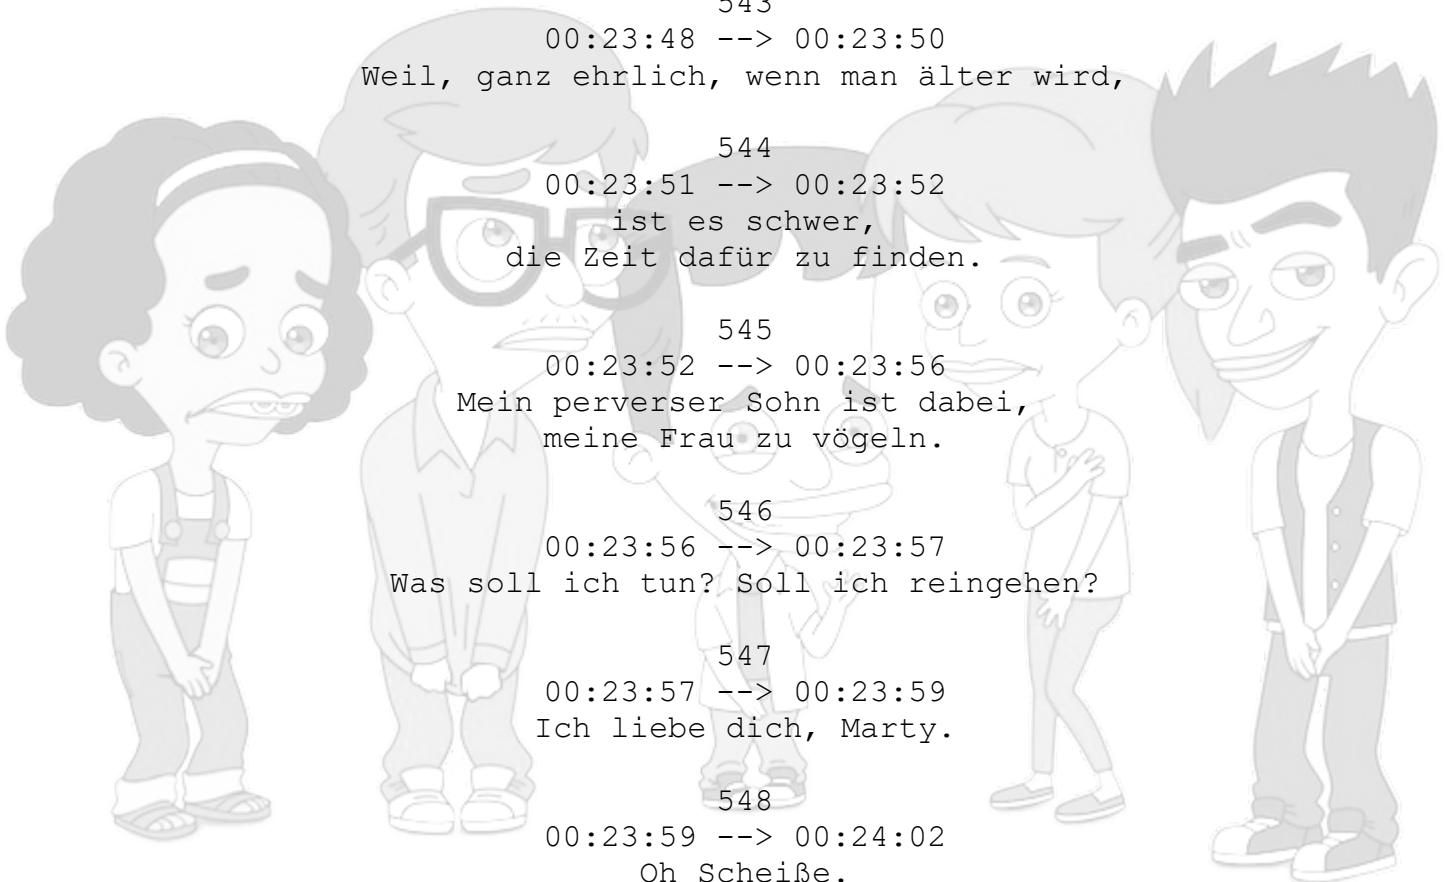 543
00:23:48 --> 00:23:50
Weil, ganz ehrlich, wenn man älter wird,
544
00:23:51 --> 00:23:52
ist es schwer,
die Zeit dafür zu finden.
545
00:23:52 --> 00:23:56
Mein perverser Sohn ist dabei,
meine Frau zu vögeln.
546
00:23:56 --> 00:23:57
Was soll ich tun? Soll ich reingehen?
547
00:23:57 --> 00:23:59
Ich liebe dich, Marty.
548
00:23:59 --> 00:24:02
Oh Scheiße.